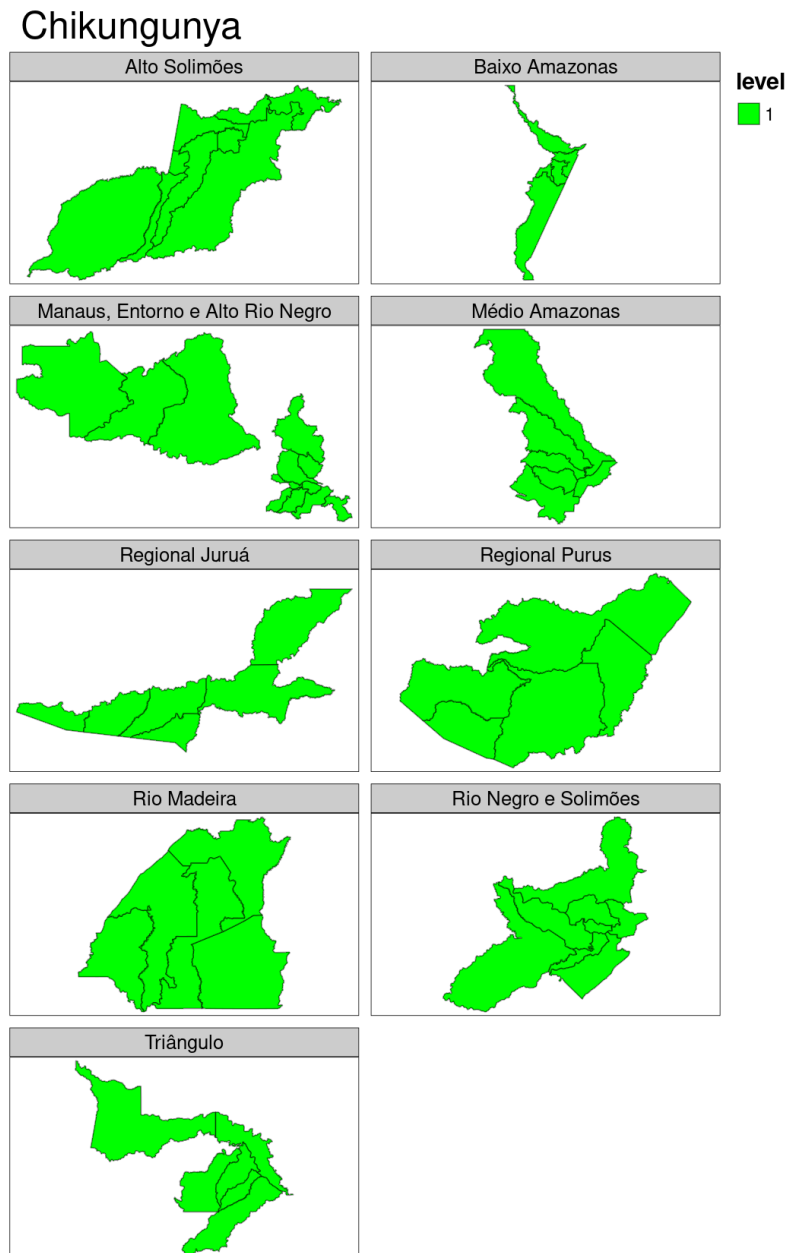 Chikungunya
Alto Solimões
Baixo Amazonas
level
1
Manaus, Entorno e Alto Rio Negro
Médio Amazonas
Regional Juruá
Regional Purus
Rio Madeira
Rio Negro e Solimões
Triângulo